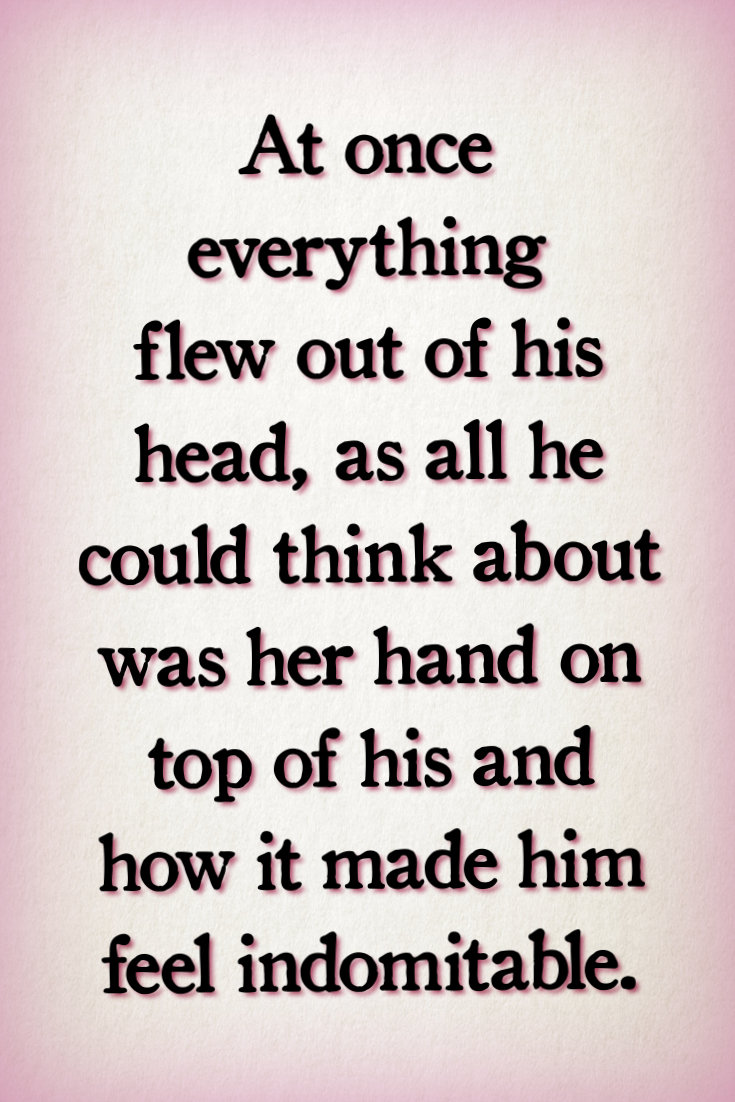 At once
everything
flew out of his
head, as all he
could think about
was her hand on
top of his and
how it made him
feel indomitable.